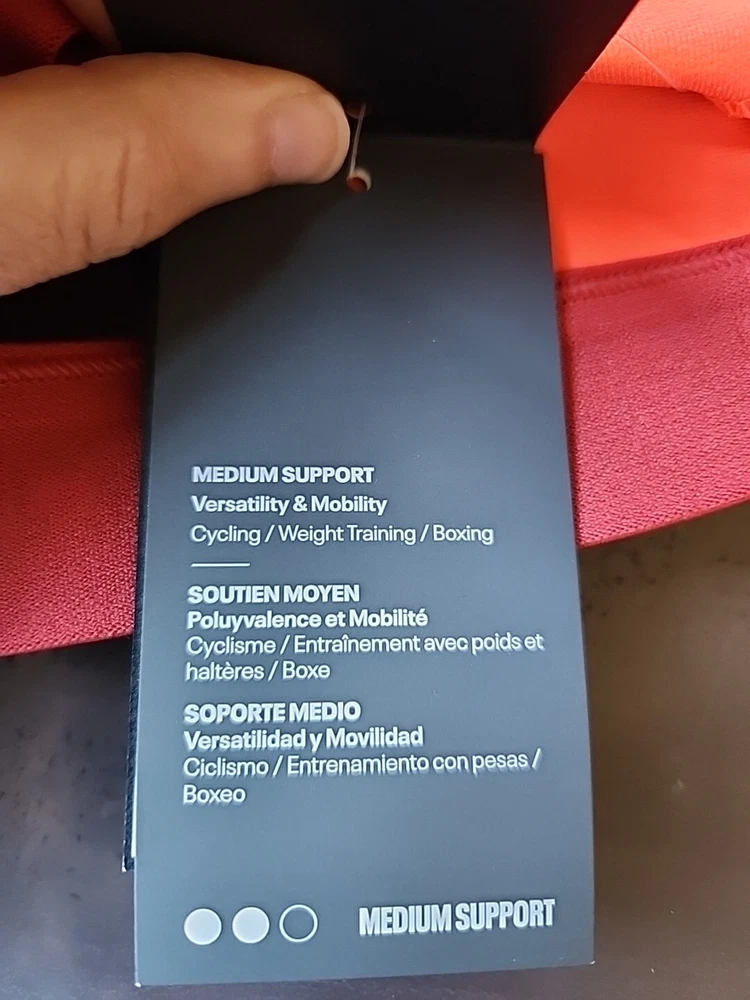 MEDIUM SUPPORT
Versatility & Mobility
Cycling / Weight Training / Boxing
SOUTIEN MOYEN
Poluyvalence et Mobilité
Cyclisme / Entraînement avec poids et
haltères / Boxe
SOPORTE MEDIO
Versatilidad y Movilidad
Ciclismo / Entrenamiento con pesas /
Boxeo
MEDIUM SUPPORT